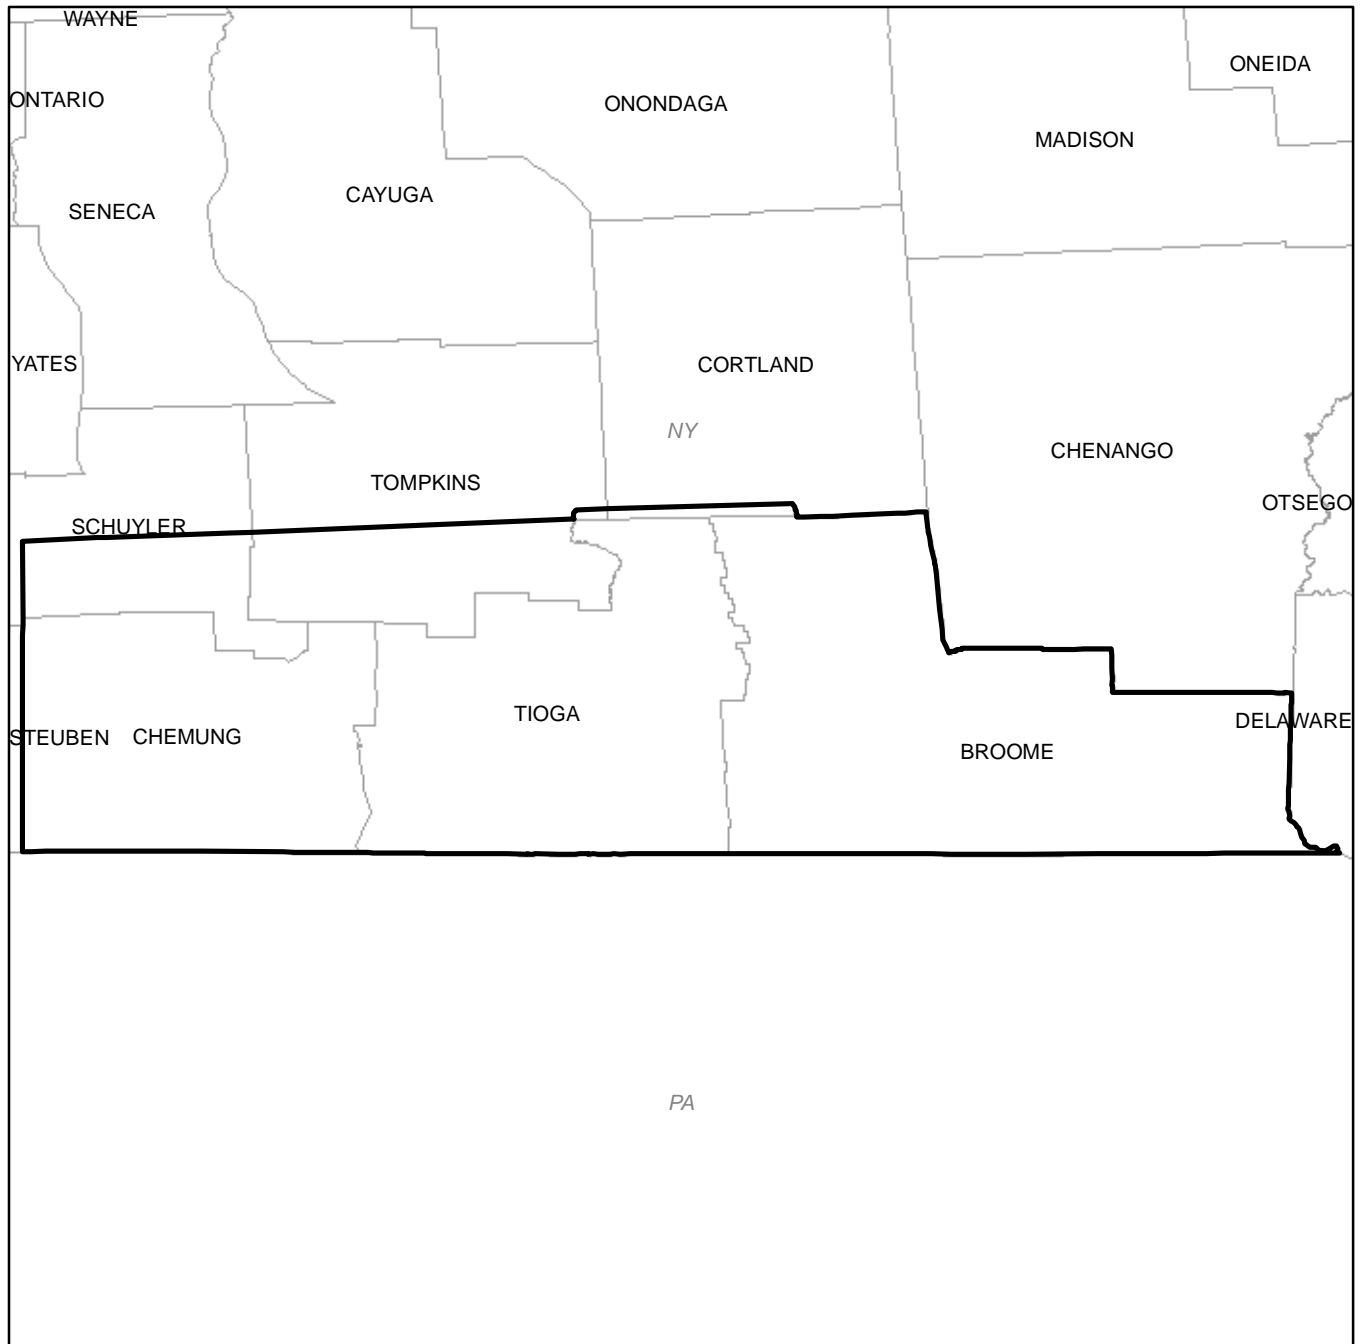 WAYNE
ONEIDA
ONTARIO
ONONDAGA
MADISON
CAYUGA
SENECA
YATES
CORTLAND
NY
CHENANGO
TOMPKINS
OTSEGO
SCHUYLER
TIOGA
DELAWARE
STEUBEN CHEMUNG
BROOME
PA